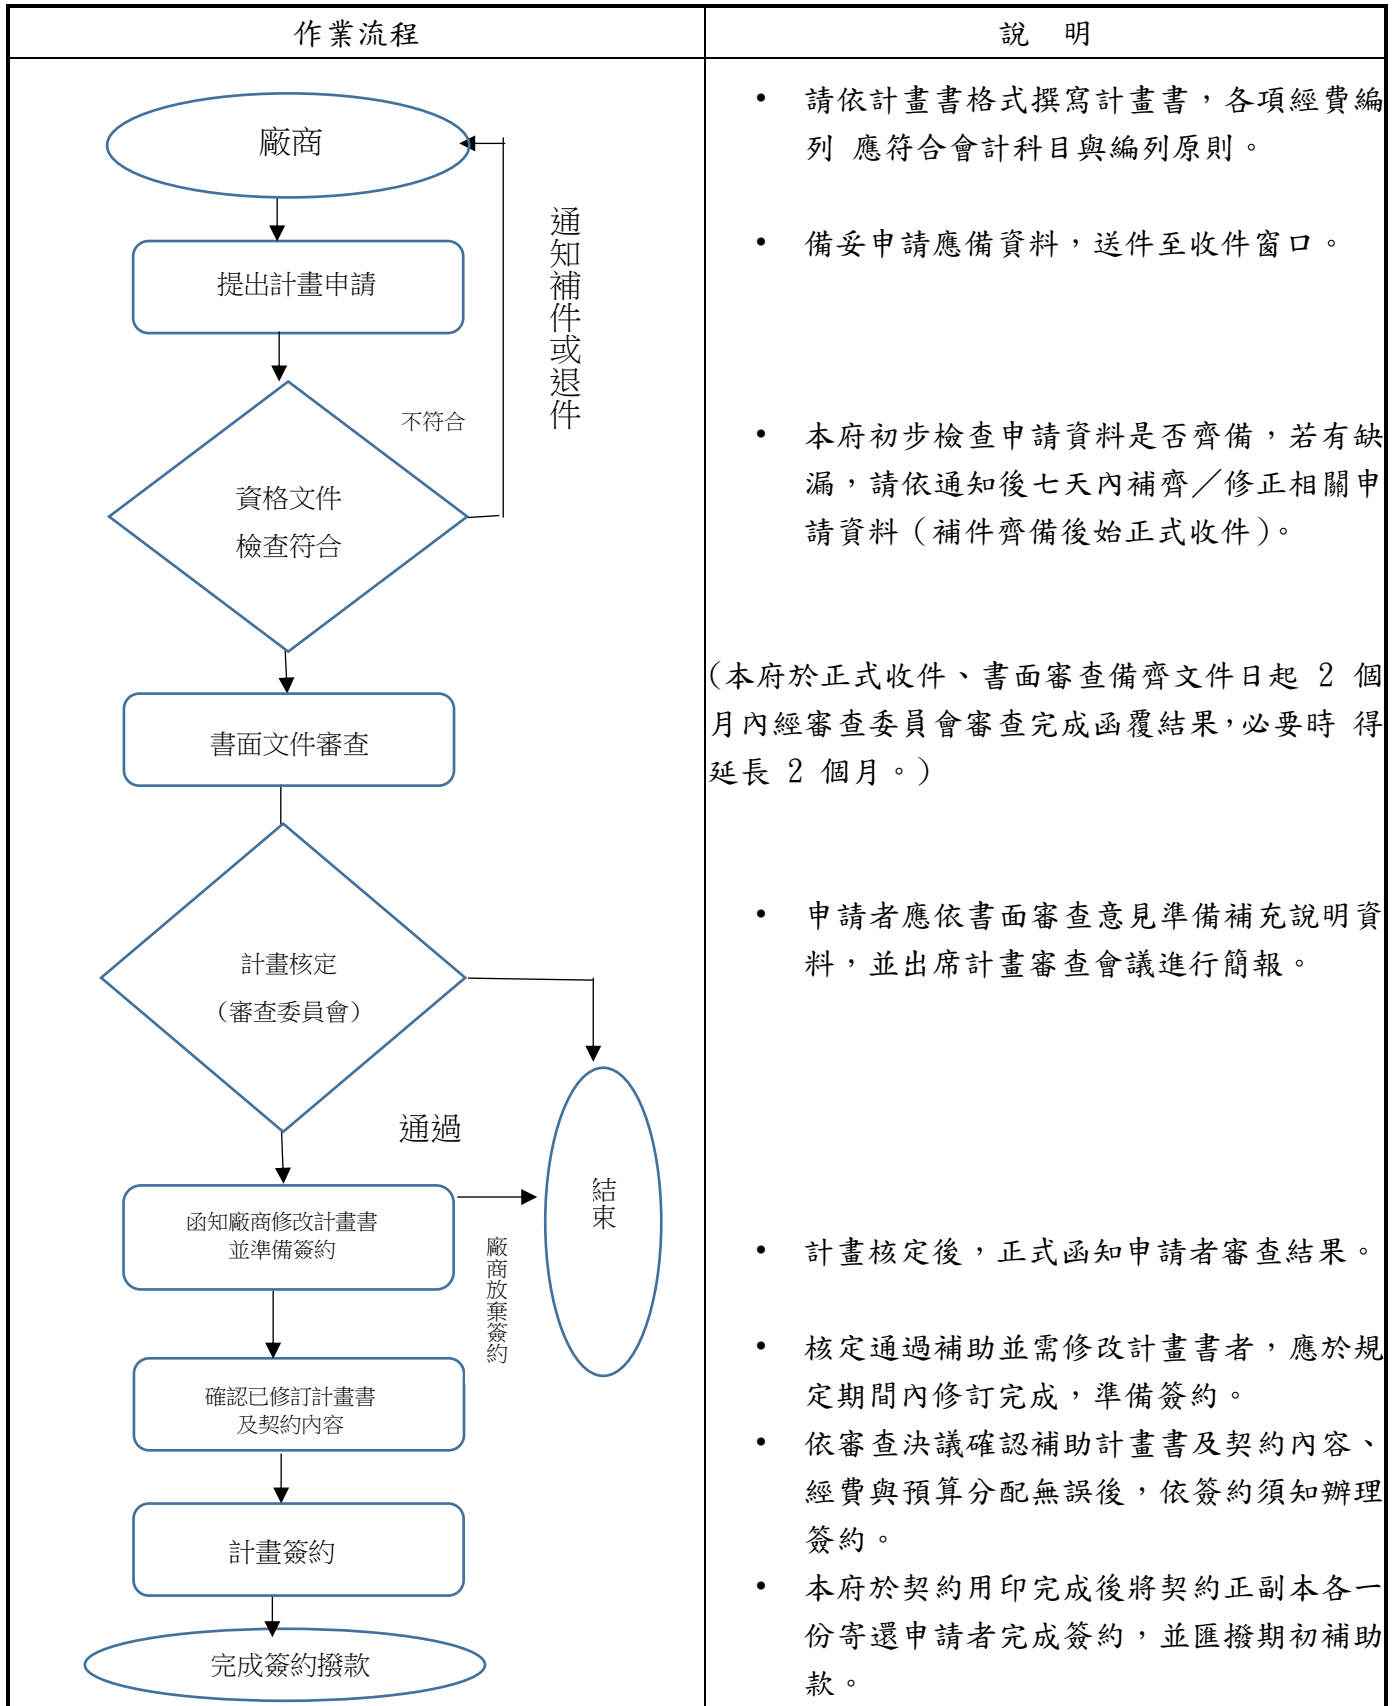 作業流程
說 明
廠商
通知補件或退件
提出計畫申請
不符合
資格文件
檢查符合
書面文件審查
計畫核定
（審查委員會）
通過
函知廠商修改計畫書
並準備簽約
廠商放棄簽約
結束
確認已修訂計畫書
及契約內容
計畫簽約
完成簽約撥款
• 請依計畫書格式撰寫計畫書，各項經費編
列 應符合會計科目與編列原則。
• 備妥申請應備資料，送件至收件窗口。
• 本府初步檢查申請資料是否齊備，若有缺
漏，請依通知後七天內補齊／修正相關申
請資料（補件齊備後始正式收件）。
(本府於正式收件、書面審查備齊文件日起 2 個
月內經審查委員會審查完成函覆結果，必要時 得
延長 2 個月。)
• 申請者應依書面審查意見準備補充說明資
料，並出席計畫審查會議進行簡報。
• 計畫核定後，正式函知申請者審查結果。
• 核定通過補助並需修改計畫書者，應於規
定期間內修訂完成，準備簽約。
• 依審查決議確認補助計畫書及契約內容、
經費與預算分配無誤後，依簽約須知辦理
簽約。
• 本府於契約用印完成後將契約正副本各一
份寄還申請者完成簽約，並匯撥期初補助
款。